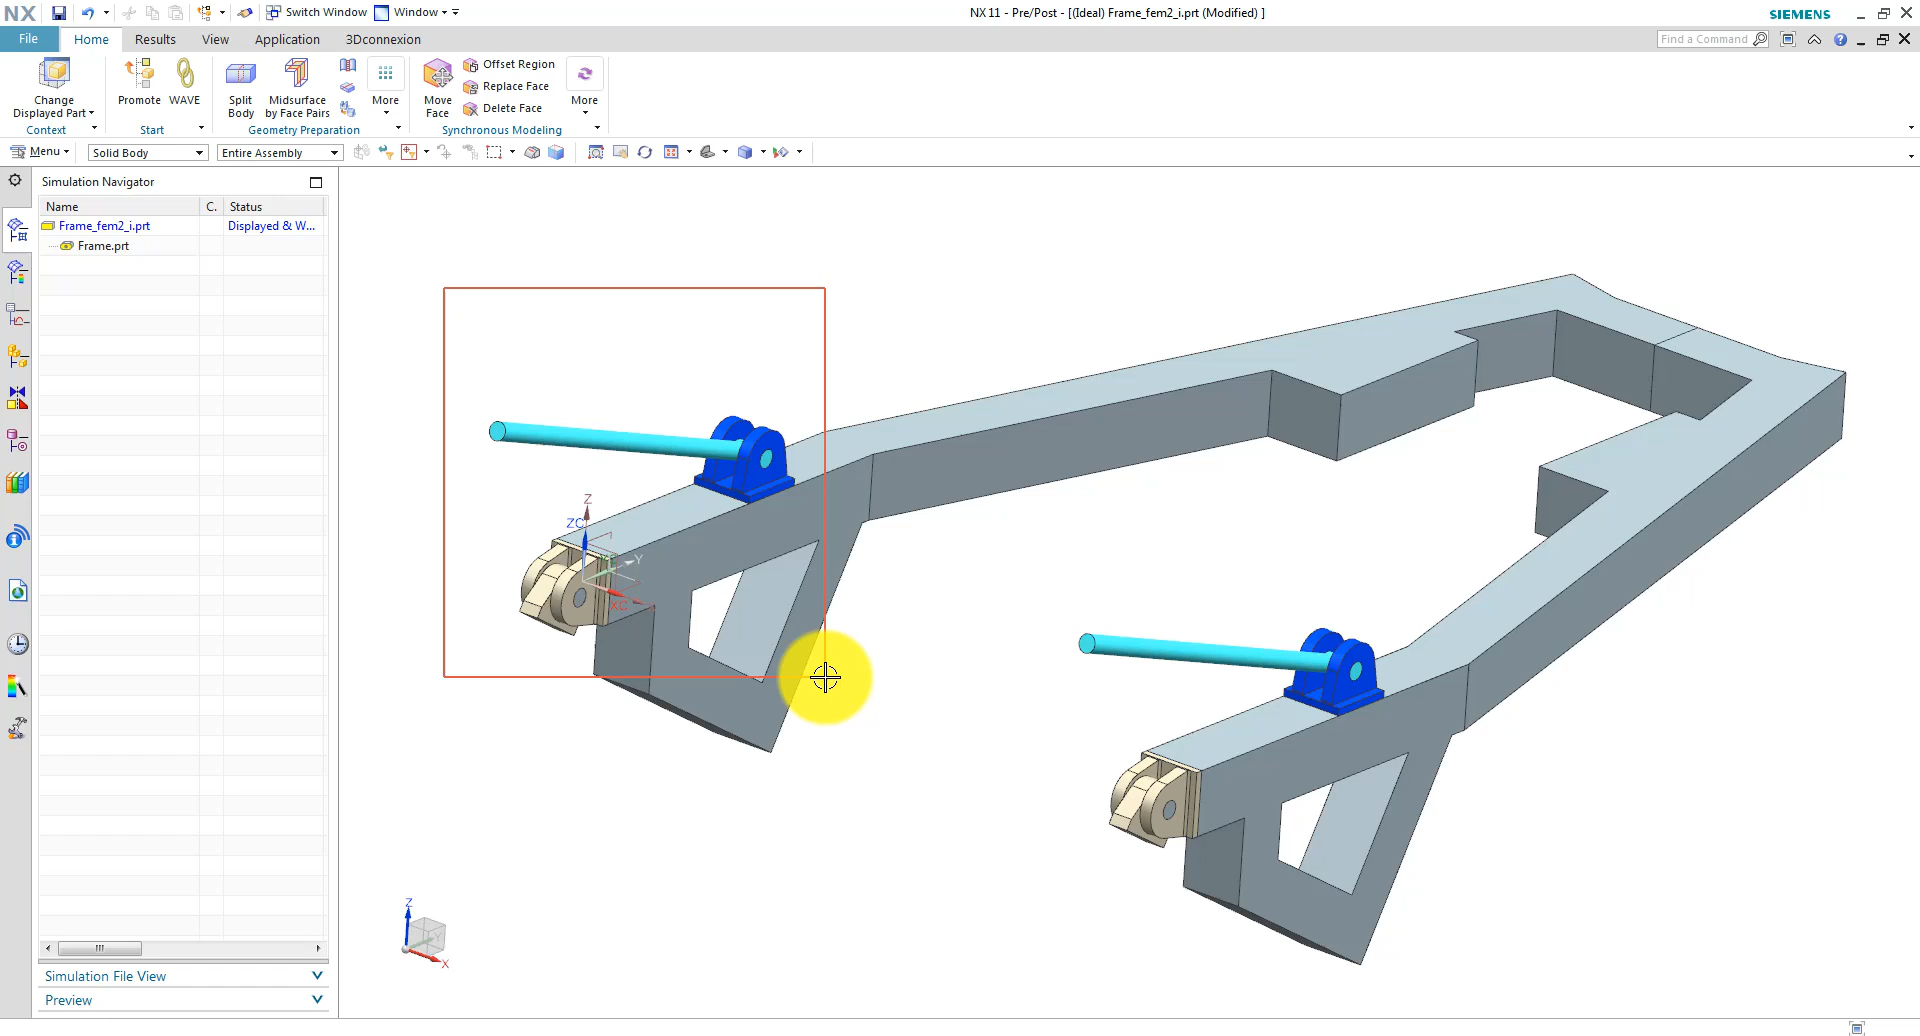 NX
Switch Window
Window
NX 11 - Pre/Post - [(Ideal) Frame_fem2_i.prt (Modified) ]
SIEMENS
File
Home
Results
View
Application
3Dconnexion
Find a Command
Change
Displayed Part
Promote
WAVE
Split
Body
Midsurface
by Face Pairs
More
Move
Face
Offset Region
Replace Face
Delete Face
More
Context
Start
Geometry Preparation
Synchronous Modeling
Menu
Solid Body
Entire Assembly
Simulation Navigator
Name
C.
Status
Frame_fem2_i.prt
Displayed & W...
Frame.prt
Z
ZC
Y
XC
Z
Y
X
Simulation File View
Preview